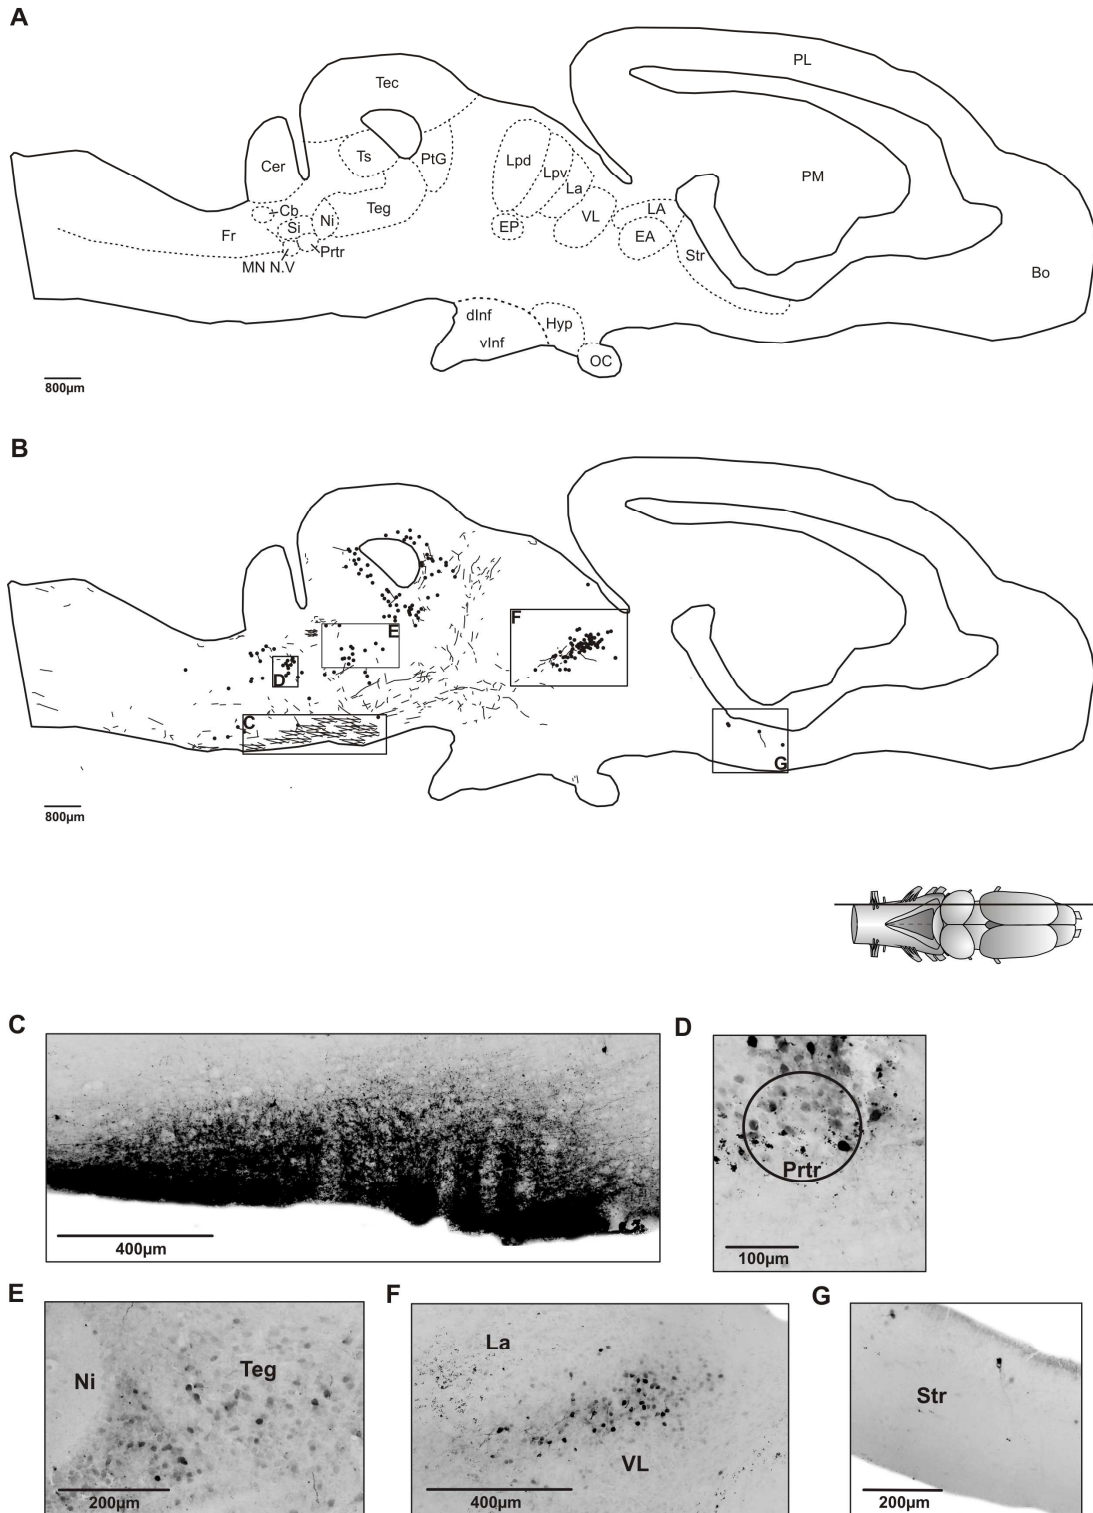 A
Tec
PL
Cer
Ts
PtG
Lpd
Lpv
La
PM
Cb
Ni
Teg
VL
LA
Fr
Si
EP
EA
Prtr
MN N.V
Str
Bo
dInf
Hyp
vInf
OC
800µm
B
F
E
D
C
G
800µm
C
400µm
D
Prtr
100µm
E
Ni
Teg
200µm
F
La
VL
400µm
G
Str
200µm